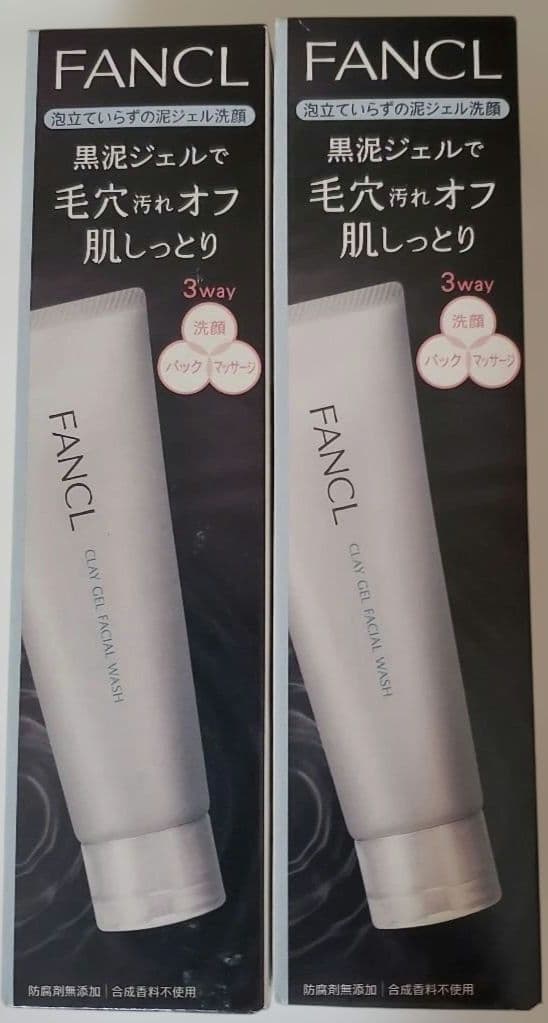 FANCL
泡立ていらずの泥ジェル洗顔
黒泥ジェルで
毛穴汚れオフ
肌しっとり
3way
洗顔
パック
マッサージ
FANCL
CLAY GEL FACIAL WASH
防腐剤無添加 | 合成香料不使用
FANCL
泡立ていらずの泥ジェル洗顔
黒泥ジェルで
毛穴汚れオフ
肌しっとり
3way
洗顔
パック
マッサージ
FANCL
CLAY GEL FACIAL WASH
防腐剤無添加 | 合成香料不使用